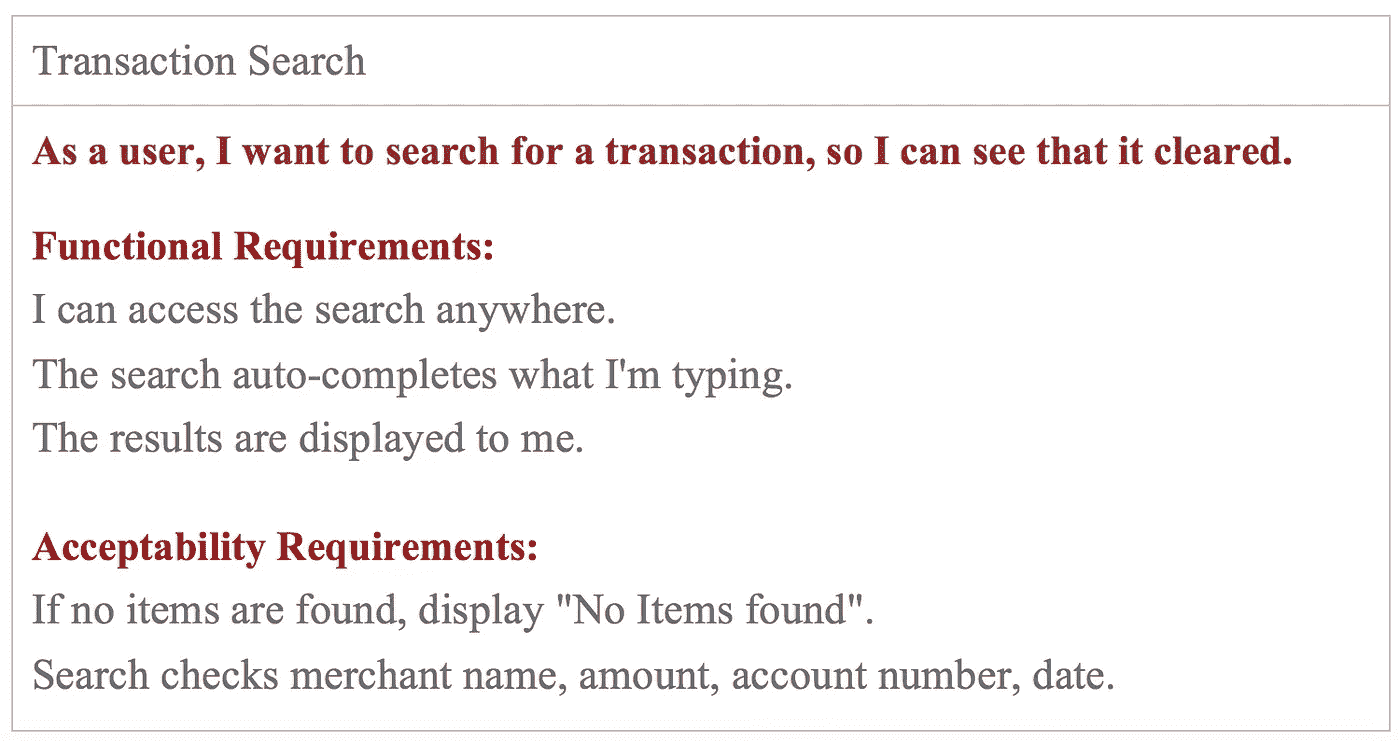 Transaction Search
As a user, I want to search for a transaction, so I can see that it cleared.
Functional Requirements:
I can access the search anywhere.
The search auto-completes what I'm typing.
The results are displayed to me.
Acceptability Requirements:
If no items are found, display "No Items found".
Search checks merchant name, amount, account number, date.